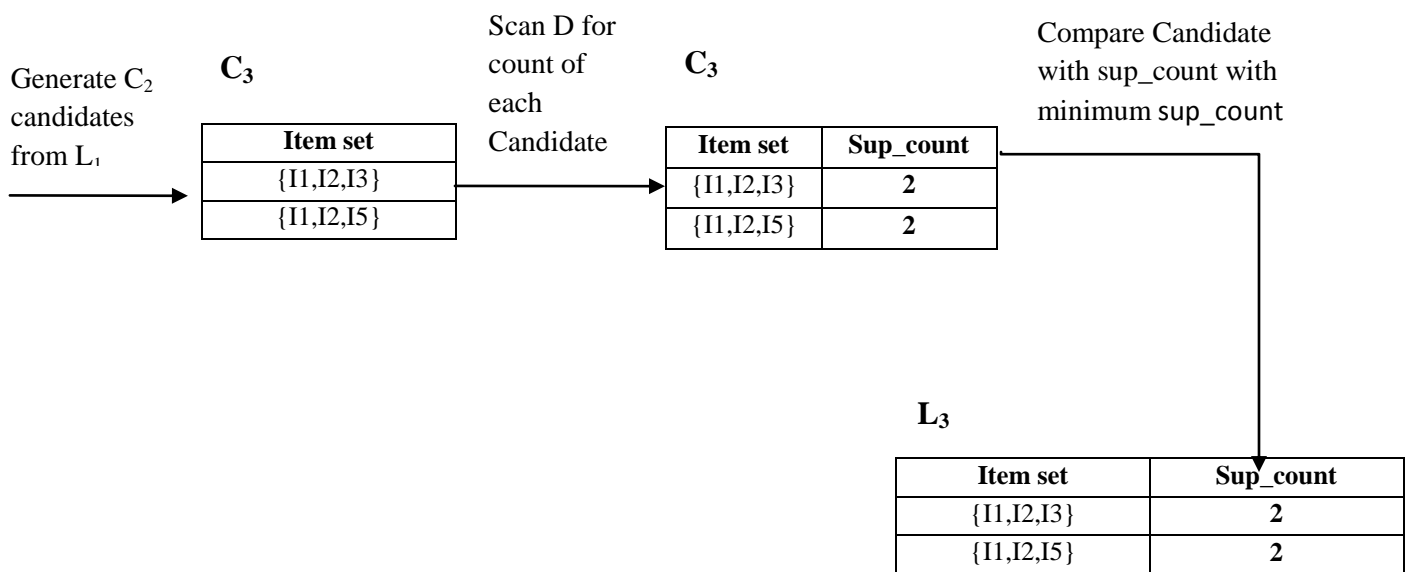 Generate C₂
candidates
from L₁
C₃
Item set
{I1,I2,I3}
{I1,I2,I5}
Scan D for
count of
each
Candidate
C₃
Item set Sup_count
{I1,I2,I3} 2
{I1,I2,I5} 2
Compare Candidate
with sup_count with
minimum sup_count
L₃
Item set Sup_count
{I1,I2,I3} 2
{I1,I2,I5} 2